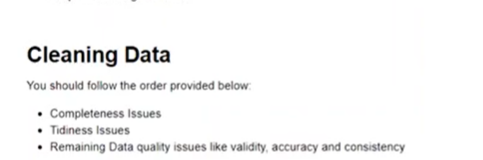 Cleaning Data
You should follow the order provided below:
• Completeness Issues
• Tidiness Issues
• Remaining Data quality issues like validity, accuracy and consistency